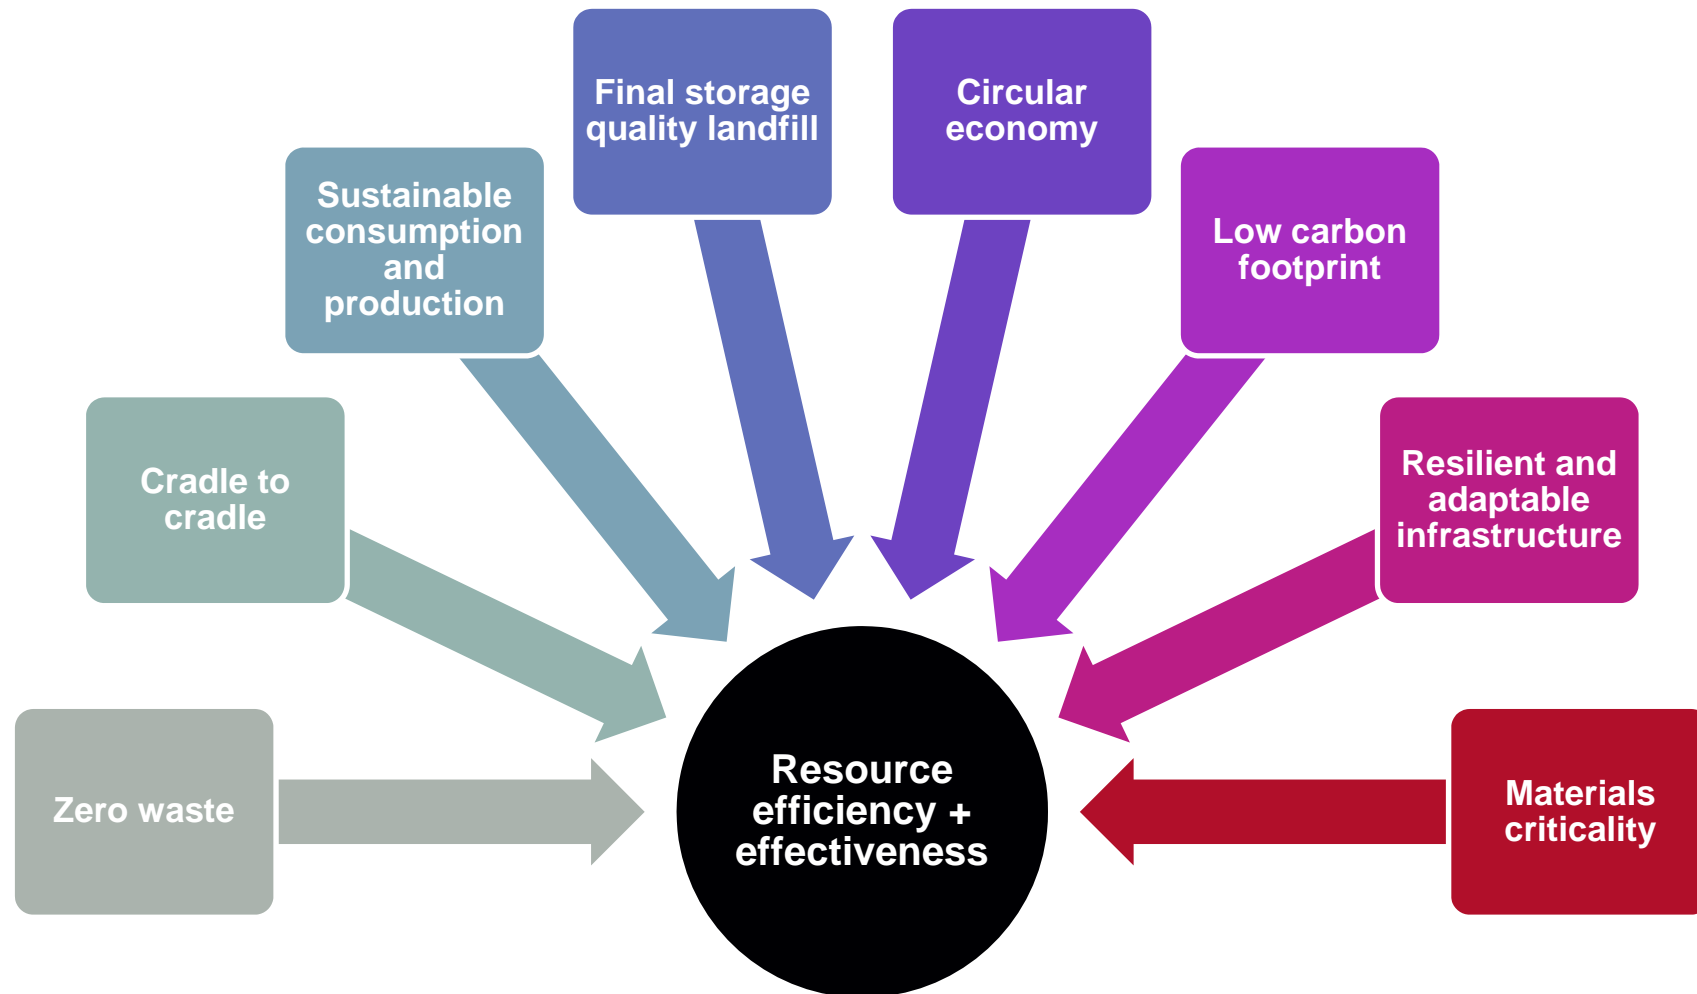 Final storage
quality landfill
Circular
economy
Sustainable
consumption
and
production
Low carbon
footprint
Cradle to
cradle
Resilient and
adaptable
infrastructure
Zero waste
Resource
efficiency +
effectiveness
Materials
criticality